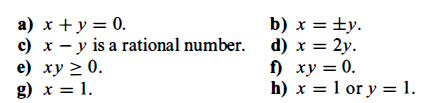 a) x + y = 0. b) x = ±y.
c) x − y is a rational number. d) x = 2y.
e) xy ≥ 0. f) xy = 0.
g) x = 1. h) x = 1 or y = 1.